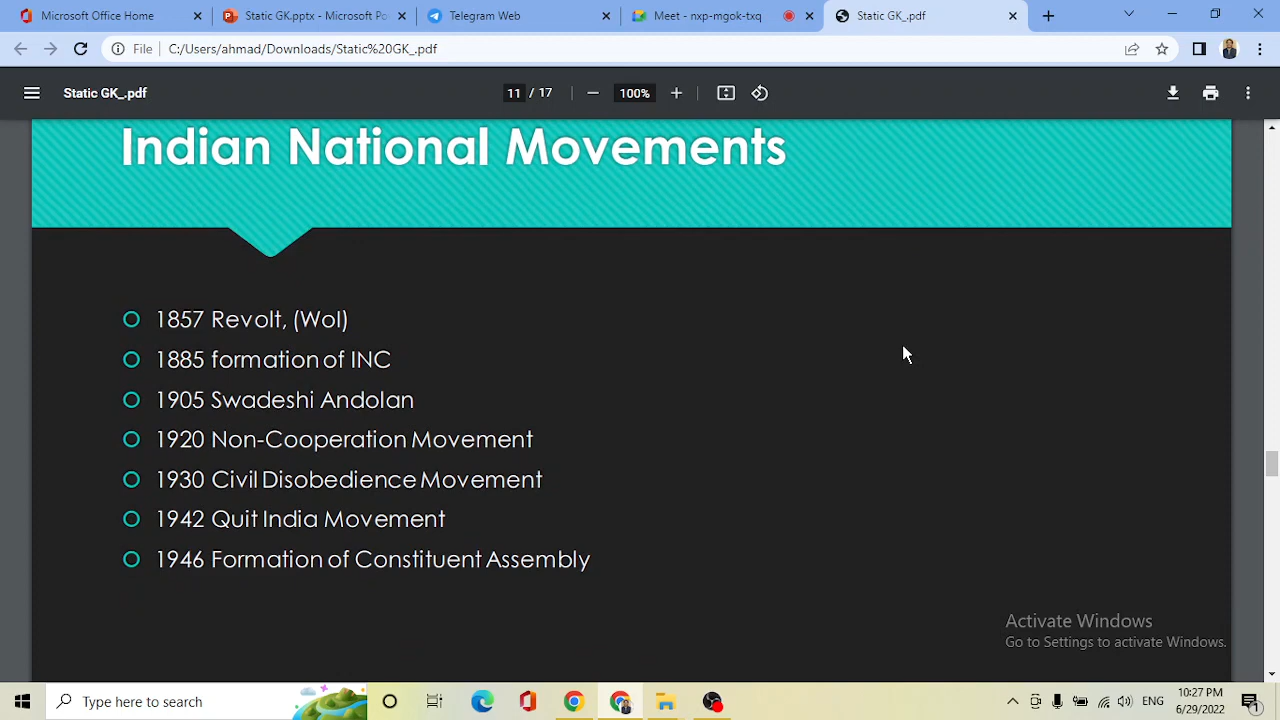 Microsoft Office Home
Static GK.pptx - Microsoft Po
Telegram Web
Meet - nxp-mgok-txq
Static GK_.pdf
File
C:/Users/ahmad/Downloads/Static%20GK_.pdf
Static GK_.pdf
11 / 17
100%
Indian National Movements
1857 Revolt, (WoI)
1885 formation of INC
1905 Swadeshi Andolan
1920 Non-Cooperation Movement
1930 Civil Disobedience Movement
1942 Quit India Movement
1946 Formation of Constituent Assembly
Activate Windows
Go to Settings to activate Windows.
Type here to search
ENG
10:27 PM
6/29/2022
1